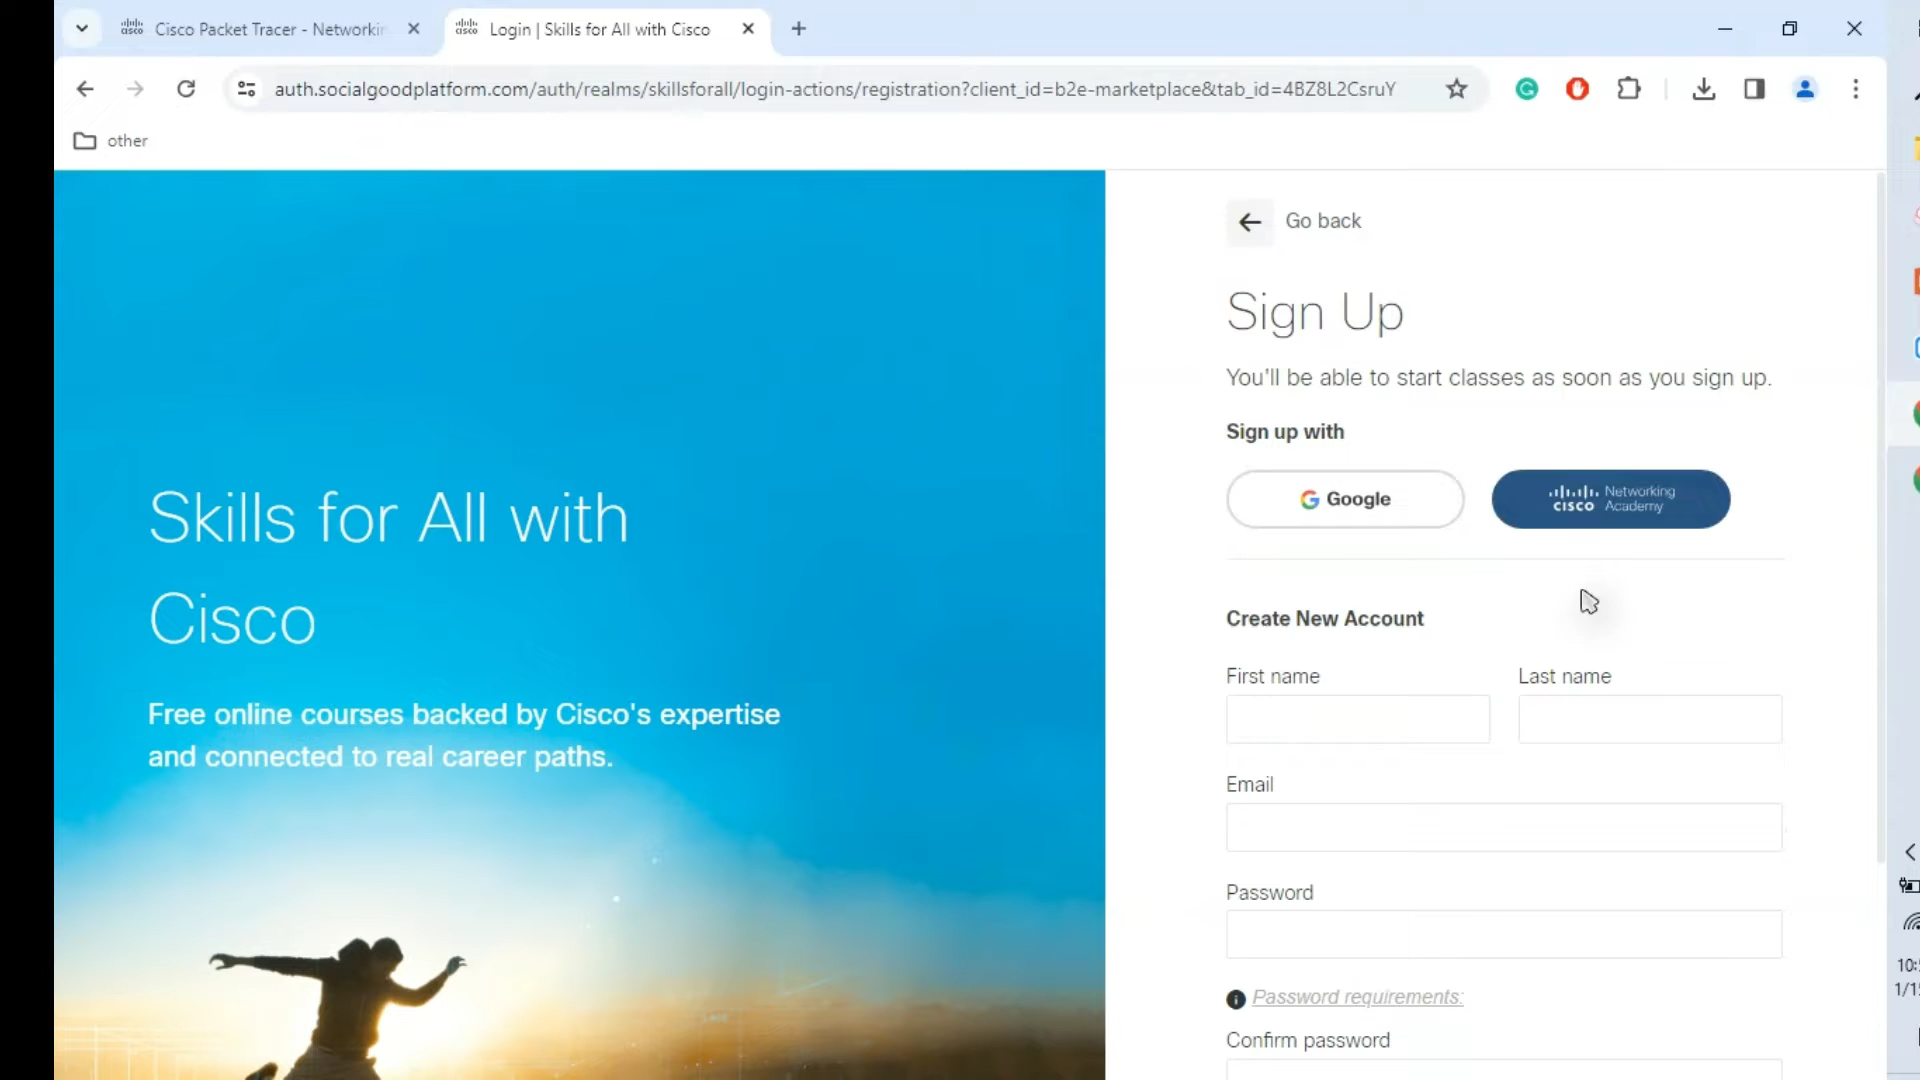 Cisco Packet Tracer - Networkin
Login | Skills for All with Cisco
auth.socialgoodplatform.com/auth/realms/skillsforall/login-actions/registration?client_id=b2e-marketplace&tab_id=4BZ8L2CsruY
other
Go back
Sign Up
You'll be able to start classes as soon as you sign up.
Sign up with
Google
cisco Networking
Academy
Create New Account
First name
Last name
Email
Password
Password requirements:
Confirm password
Skills for All with
Cisco
Free online courses backed by Cisco's expertise
and connected to real career paths.